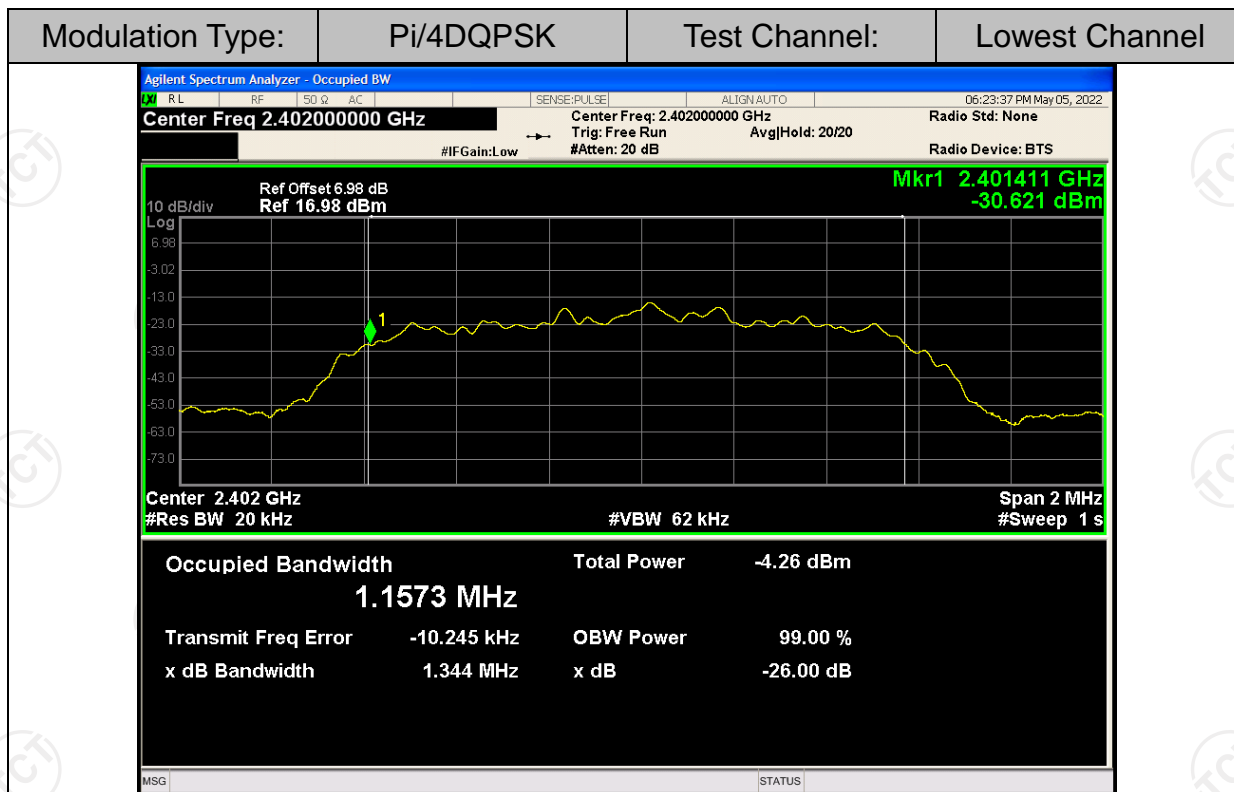 Modulation Type: Pi/4DQPSK Test Channel: Lowest Channel
Agilent Spectrum Analyzer - Occupied BW
LXI RL RF 50 Ω AC SENSE:PULSE ALIGN AUTO 06:23:37 PM May 05, 2022
Center Freq 2.402000000 GHz Center Freq: 2.402000000 GHz Radio Std: None
Trig: Free Run Avg|Hold: 20/20
#IFGain:Low #Atten: 20 dB Radio Device: BTS
Mkr1 2.401411 GHz
Ref Offset 6.98 dB
-30.621 dBm
10 dB/div Ref 16.98 dBm
Log
6.98
-3.02
-13.0
1
-23.0
-33.0
-43.0
-53.0
-63.0
-73.0
Center 2.402 GHz Span 2 MHz
#Res BW 20 kHz #VBW 62 kHz #Sweep 1 s
Occupied Bandwidth Total Power -4.26 dBm
1.1573 MHz
Transmit Freq Error -10.245 kHz OBW Power 99.00 %
x dB Bandwidth 1.344 MHz x dB -26.00 dB
MSG STATUS
TCT
TCT
TCT
TCT
TCT
TCT